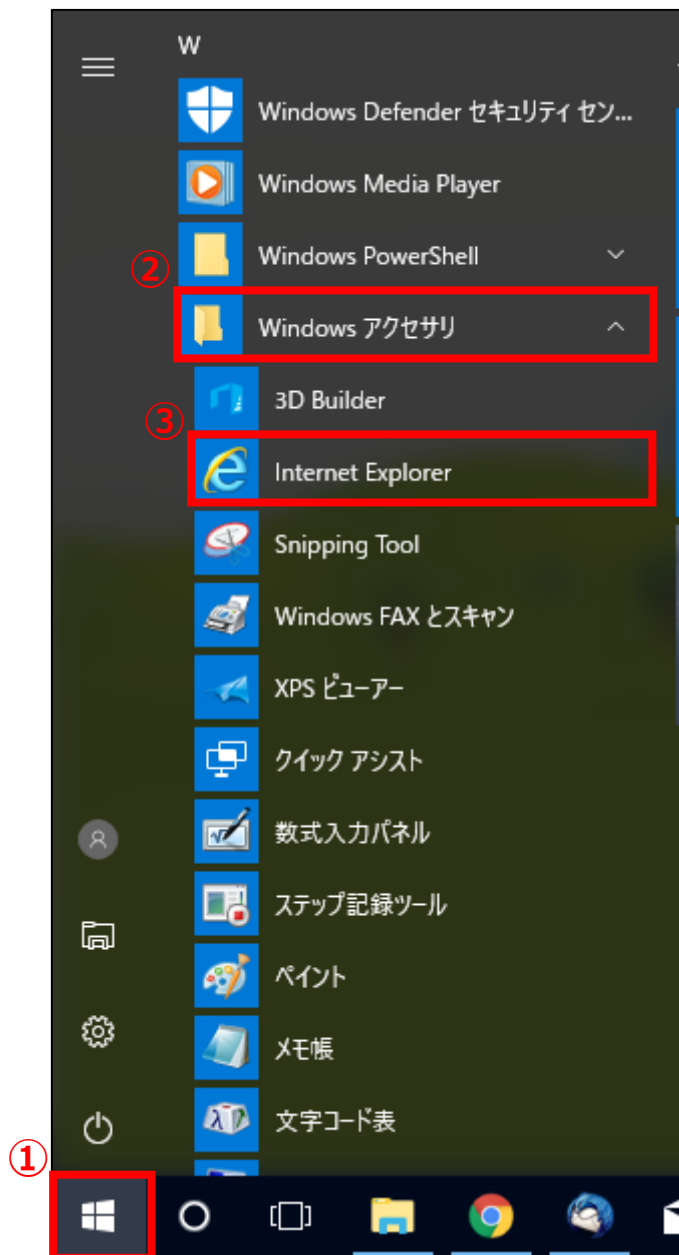 W
Windows Defender セキュリティ セン...
Windows Media Player
Windows PowerShell
②
Windows アクセサリ
3D Builder
③
Internet Explorer
Snipping Tool
Windows FAX とスキャン
XPS ビューアー
クイック アシスト
数式入力パネル
ステップ記録ツール
ペイント
メモ帳
文字コード表
①